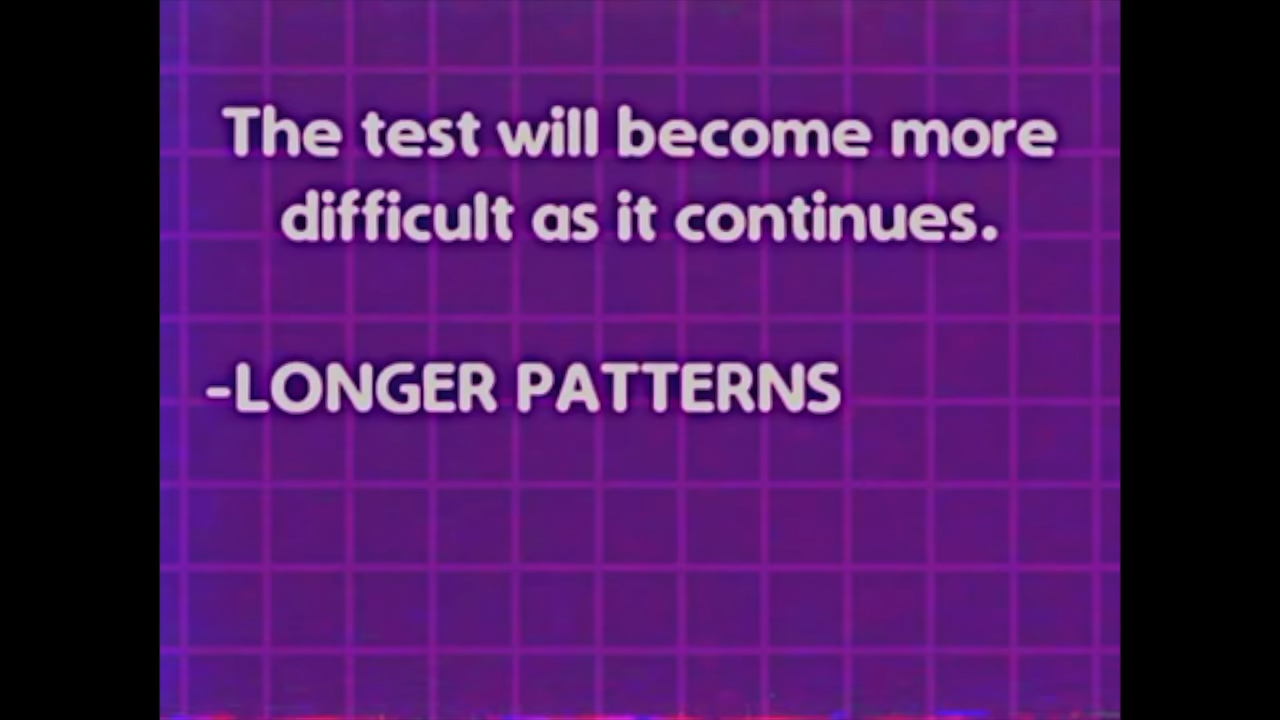 The test will become more
difficult as it continues.
-LONGER PATTERNS